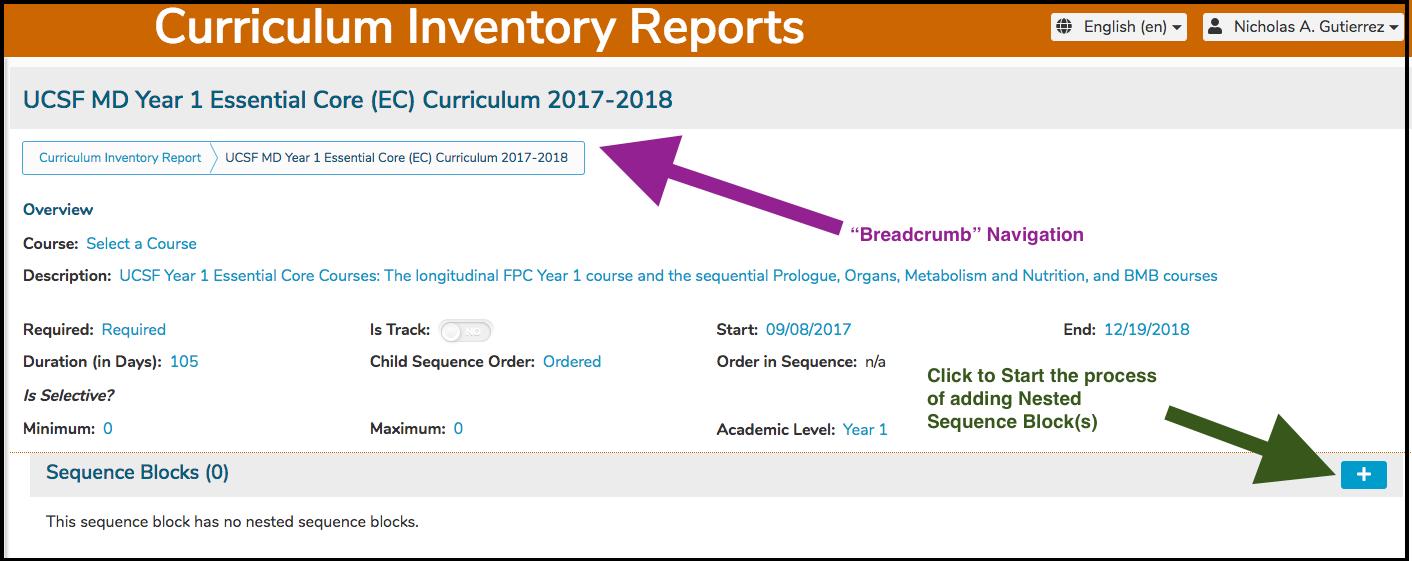 Curriculum Inventory Reports
English (en)
Nicholas A. Gutierrez
UCSF MD Year 1 Essential Core (EC) Curriculum 2017-2018
Curriculum Inventory Report
UCSF MD Year 1 Essential Core (EC) Curriculum 2017-2018
“Breadcrumb” Navigation
Overview
Course: Select a Course
Description: UCSF Year 1 Essential Core Courses: The longitudinal FPC Year 1 course and the sequential Prologue, Organs, Metabolism and Nutrition, and BMB courses
Required: Required
Is Track: NO
Start: 09/08/2017
End: 12/19/2018
Duration (in Days): 105
Child Sequence Order: Ordered
Order in Sequence: n/a
Is Selective?
Minimum: 0
Maximum: 0
Academic Level: Year 1
Click to Start the process
of adding Nested
Sequence Block(s)
Sequence Blocks (0)
+
This sequence block has no nested sequence blocks.